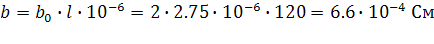 b = b₀ · l · 10⁻⁶ = 2 · 2.75 · 10⁻⁶ · 120 = 6.6 · 10⁻⁴ См